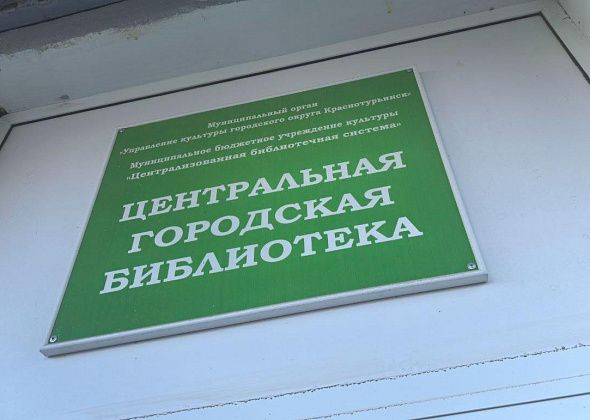 Муниципальный орган
«Управление культуры городского округа Краснотурьинск»
Муниципальное бюджетное учреждение культуры
«Централизованная библиотечная система»
ЦЕНТРАЛЬНАЯ
ГОРОДСКАЯ
БИБЛИОТЕКА